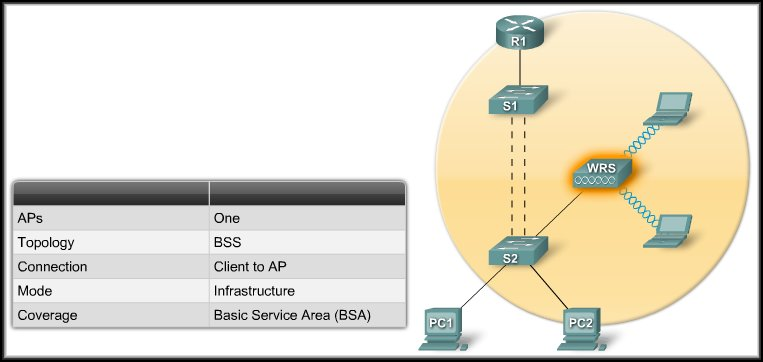 R1
S1
WRS
S2
PC1
PC2
APs One
Topology BSS
Connection Client to AP
Mode Infrastructure
Coverage Basic Service Area (BSA)